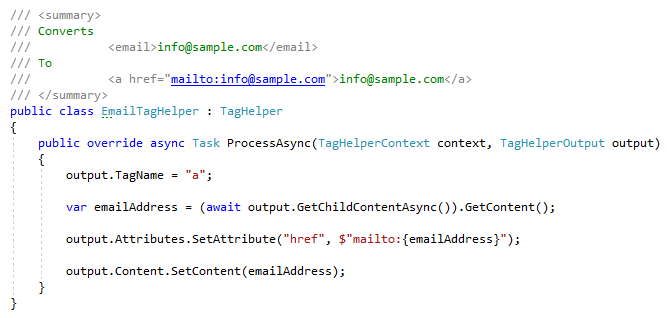 /// <summary>
/// Converts
///           <email>info@sample.com</email>
/// To
///           <a href="mailto:info@sample.com">info@sample.com</a>
/// </summary>
public class EmailTagHelper : TagHelper
{
    public override async Task ProcessAsync(TagHelperContext context, TagHelperOutput output)
    {
        output.TagName = "a";

        var emailAddress = (await output.GetChildContentAsync()).GetContent();

        output.Attributes.SetAttribute("href", $"mailto:{emailAddress}");

        output.Content.SetContent(emailAddress);
    }
}